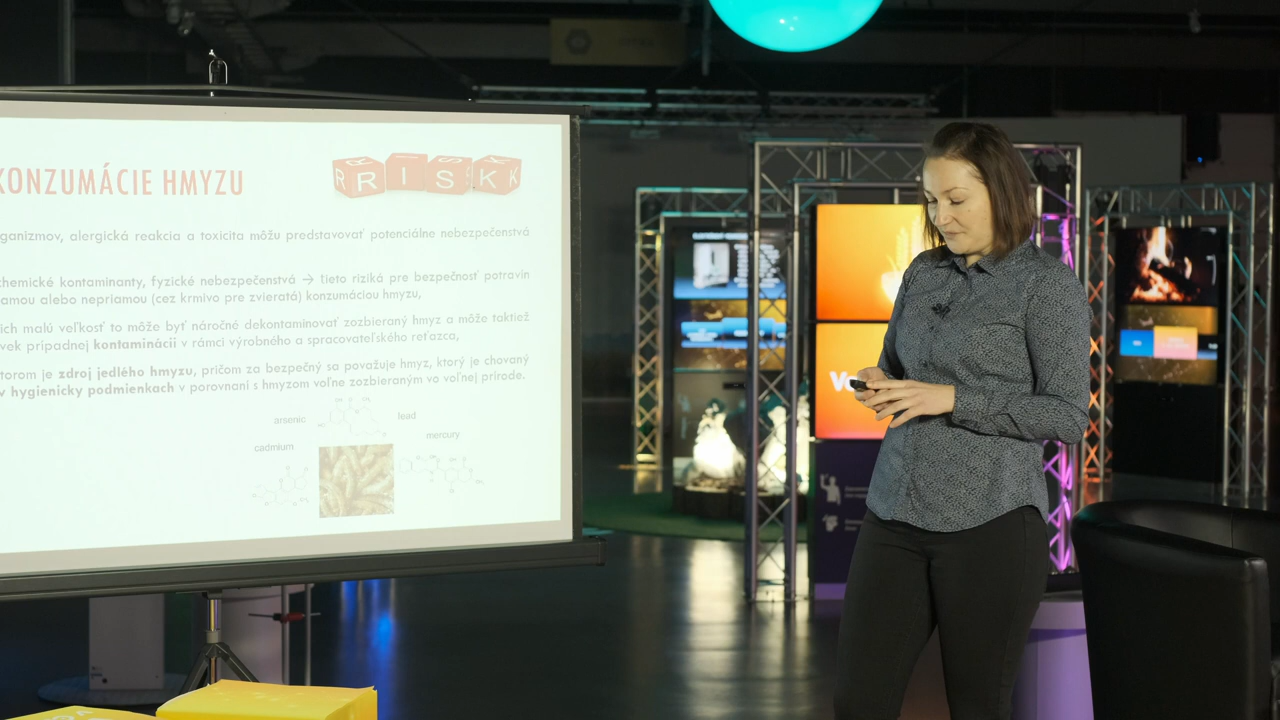 KONZUMÁCIE HMYZU
RISK
ganizmov, alergická reakcia a toxicita môžu predstavovať potenciálne nebezpečenstvá
chemické kontaminanty, fyzické nebezpečenstvá → tieto riziká pre bezpečnosť potravín
amou alebo nepriamou (cez krmivo pre zvieratá) konzumáciou hmyzu,
ich malú veľkosť to môže byť náročné dekontaminovať zozbieraný hmyz a môže taktiež
vek prípadnej kontaminácií v rámci výrobného a spracovateľského reťazca,
torom je zdroj jedlého hmyzu, pričom za bezpečný sa považuje hmyz, ktorý je chovaný
v hygienicky podmienkach v porovnaní s hmyzom voľne zozbieraným vo voľnej prírode.
arsenic
lead
cadmium
mercury